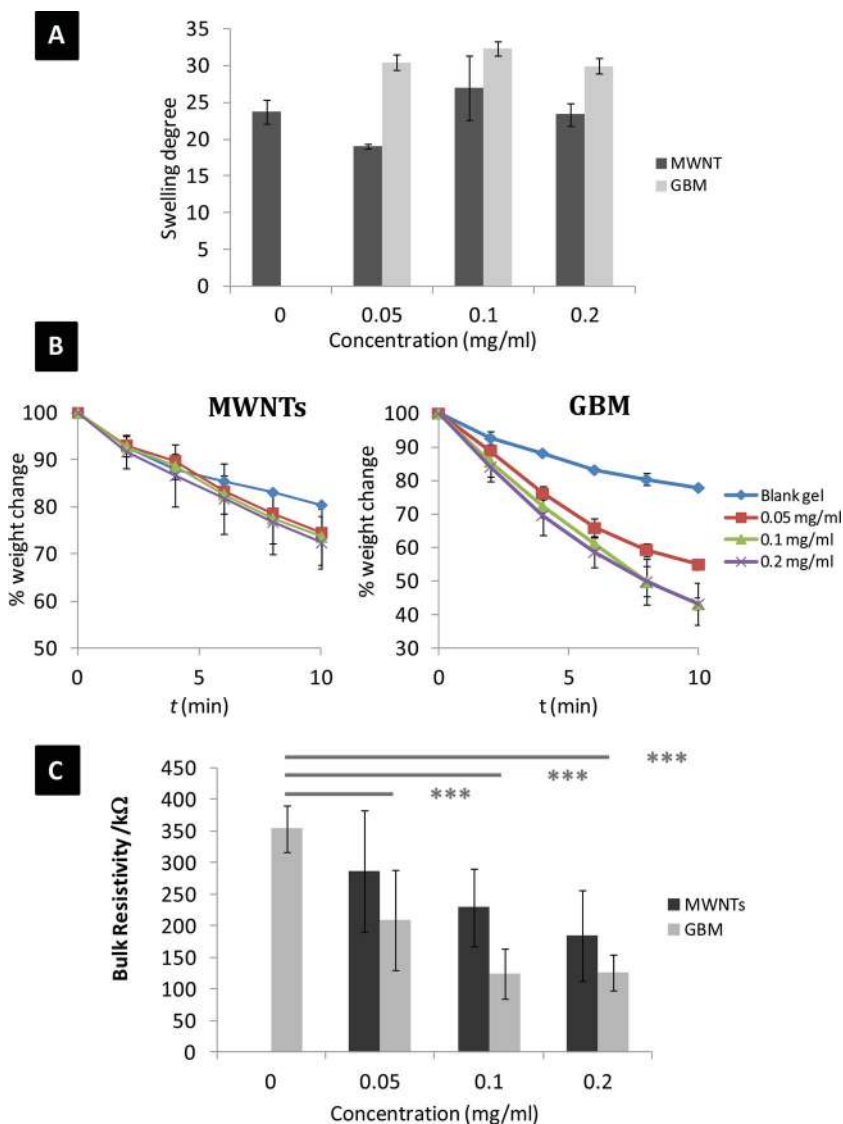 A
35
30
25
20
15
10
5
0
Swelling degree
0 0.05 0.1 0.2
Concentration (mg/ml)
MWNT
GBM
B
MWNTs
100
90
80
70
60
50
% weight change
0 5 10
t (min)
GBM
100
90
80
70
60
50
40
30
% weight change
0 5 10
t (min)
Blank gel
0.05 mg/ml
0.1 mg/ml
0.2 mg/ml
C
***
***
***
450
400
350
300
250
200
150
100
50
0
Bulk Resistivity /kΩ
0 0.05 0.1 0.2
Concentration (mg/ml)
MWNTs
GBM